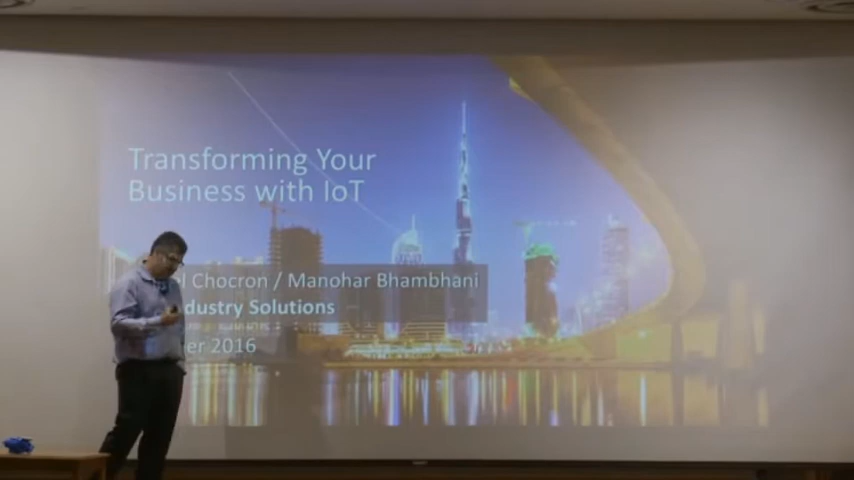 Transforming Your
Business with IoT
l Chocron / Manohar Bhambhani
dustry Solutions
er 2016